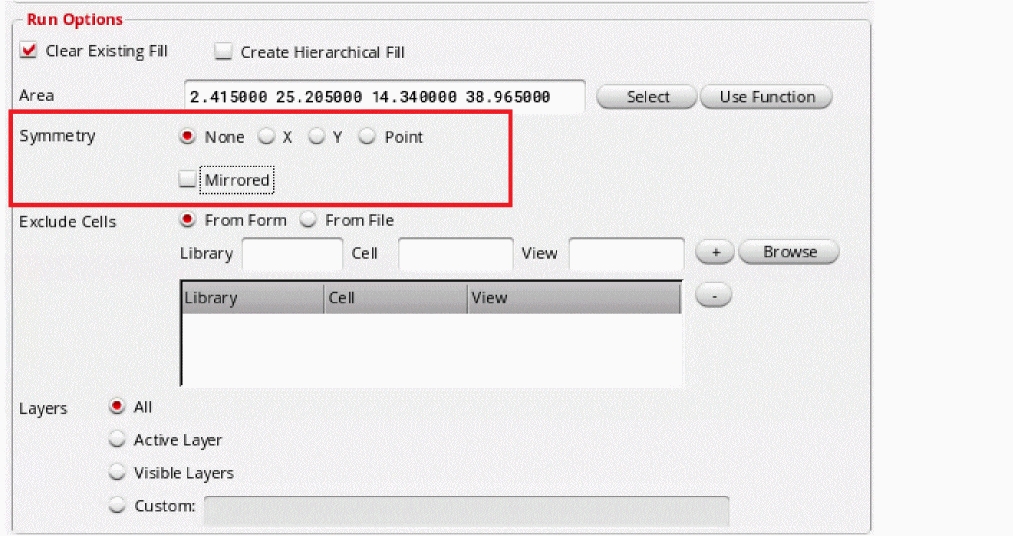 Run Options
Clear Existing Fill Create Hierarchical Fill
Area 2.415000 25.205000 14.340000 38.965000 Select Use Function
Symmetry None X Y Point
Mirrored
Exclude Cells From Form From File
Library Cell View + Browse
Library Cell View -
Layers All
Active Layer
Visible Layers
Custom: